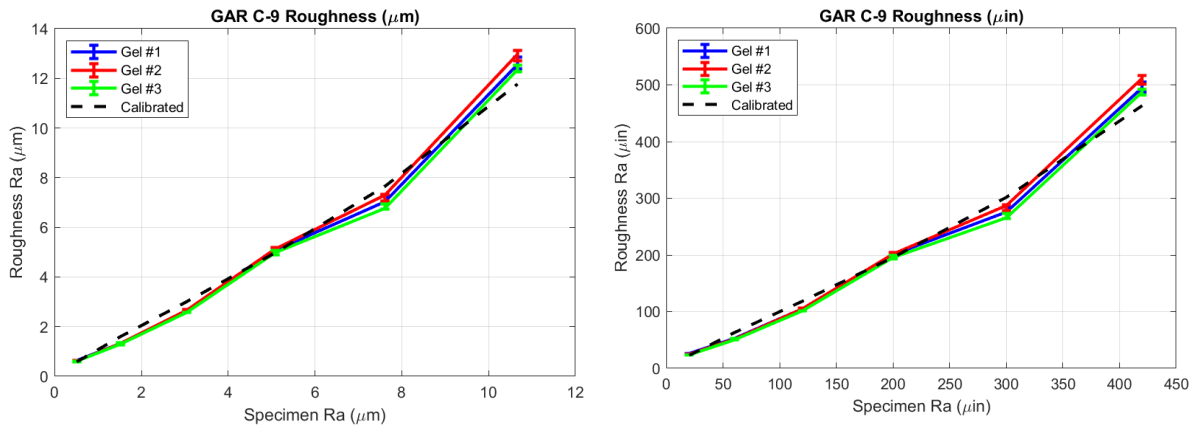 GAR C-9 Roughness (μm)
Gel #1
Gel #2
Gel #3
Calibrated
Roughness Ra (μm)
14
12
10
8
6
4
2
0
0 2 4 6 8 10 12
Specimen Ra (μm)
GAR C-9 Roughness (μin)
Gel #1
Gel #2
Gel #3
Calibrated
Roughness Ra (μin)
600
500
400
300
200
100
0
0 50 100 150 200 250 300 350 400 450
Specimen Ra (μin)